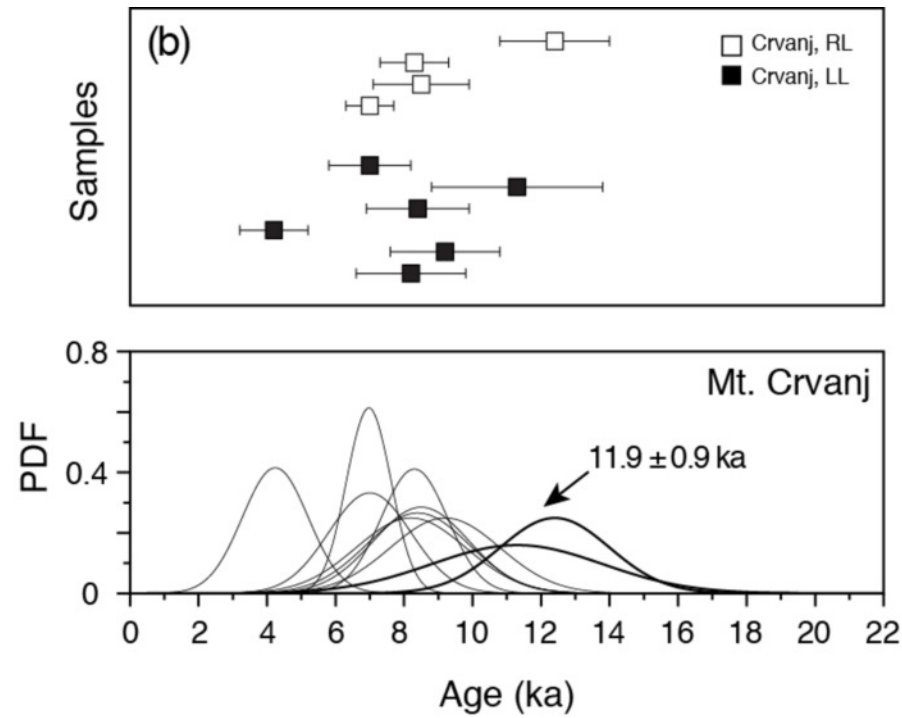 (b)
Crvanj, RL
Crvanj, LL
Samples
0.8
Mt. Crvanj
PDF
0.4
11.9 ± 0.9 ka
0
0 2 4 6 8 10 12 14 16 18 20 22
Age (ka)